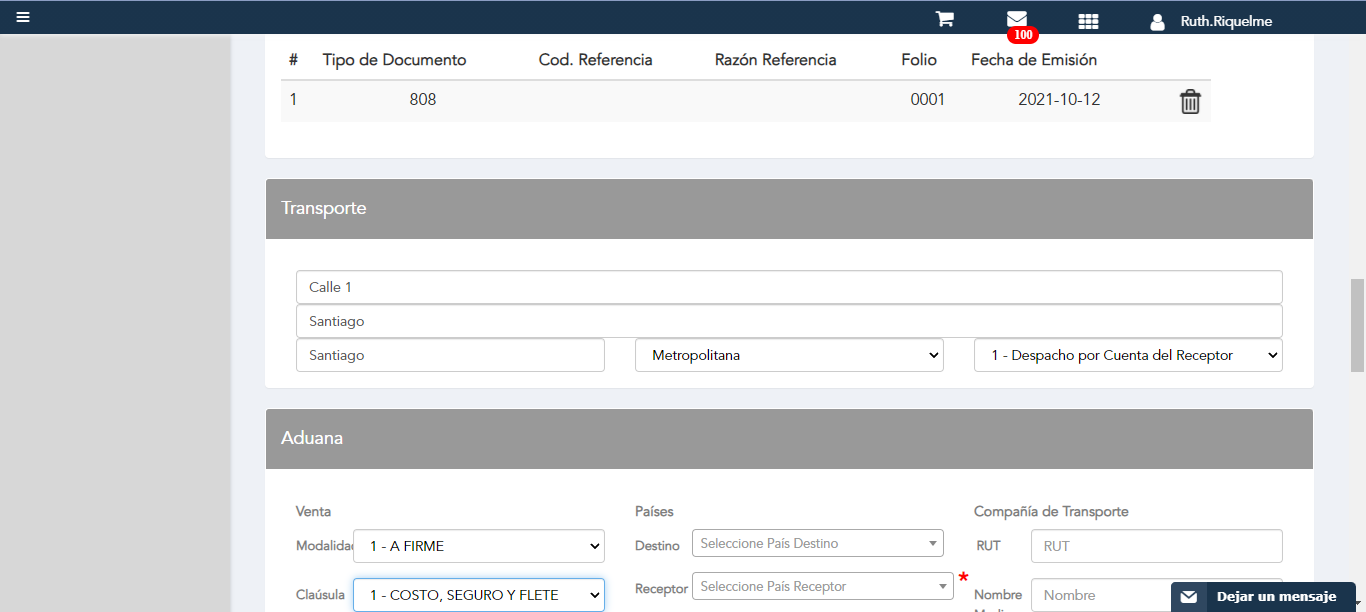 Ruth.Riquelme
100
# Tipo de Documento Cod. Referencia Razón Referencia Folio Fecha de Emisión
1 808 0001 2021-10-12
Transporte
Calle 1
Santiago
Santiago Metropolitana 1 - Despacho por Cuenta del Receptor
Aduana
Venta Países Compañía de Transporte
Modalidad 1 - A FIRME Destino Seleccione País Destino RUT RUT
Claúsula 1 - COSTO, SEGURO Y FLETE Receptor Seleccione País Receptor * Nombre Nombre
Dejar un mensaje